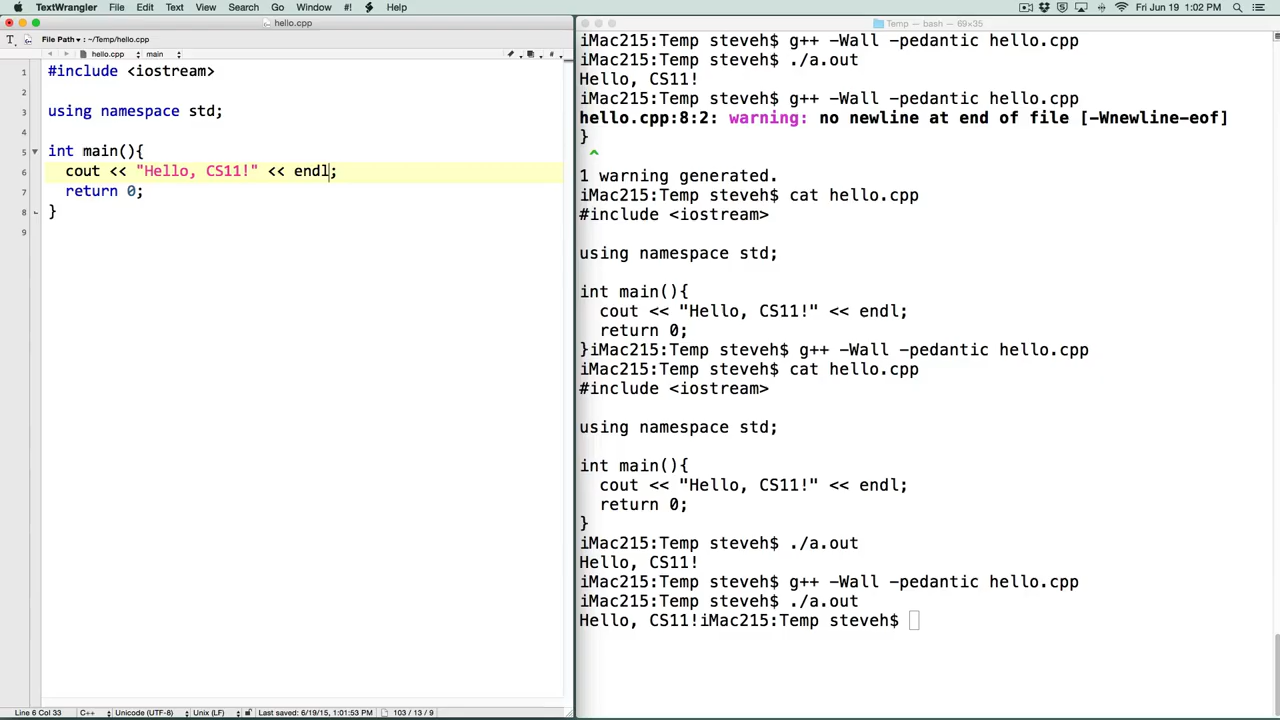 TextWrangler File Edit Text View Search Go Window #! Help Fri Jun 19 1:02 PM
hello.cpp
File Path ▾ : ~/Temp/hello.cpp
hello.cpp main
1 #include <iostream>
2
3 using namespace std;
4
5 int main(){
6 cout << "Hello, CS11!" << endl;
7 return 0;
8 }
9
Line 6 Col 33 C++ Unicode (UTF-8) Unix (LF) Last saved: 6/19/15, 1:01:53 PM 103 / 13 / 9
Temp — bash — 69×35
iMac215:Temp steveh$ g++ -Wall -pedantic hello.cpp
iMac215:Temp steveh$ ./a.out
Hello, CS11!
iMac215:Temp steveh$ g++ -Wall -pedantic hello.cpp
hello.cpp:8:2: warning: no newline at end of file [-Wnewline-eof]
}
^
1 warning generated.
iMac215:Temp steveh$ cat hello.cpp
#include <iostream>
using namespace std;
int main(){
cout << "Hello, CS11!" << endl;
return 0;
}iMac215:Temp steveh$ g++ -Wall -pedantic hello.cpp
iMac215:Temp steveh$ cat hello.cpp
#include <iostream>
using namespace std;
int main(){
cout << "Hello, CS11!" << endl;
return 0;
}
iMac215:Temp steveh$ ./a.out
Hello, CS11!
iMac215:Temp steveh$ g++ -Wall -pedantic hello.cpp
iMac215:Temp steveh$ ./a.out
Hello, CS11!iMac215:Temp steveh$